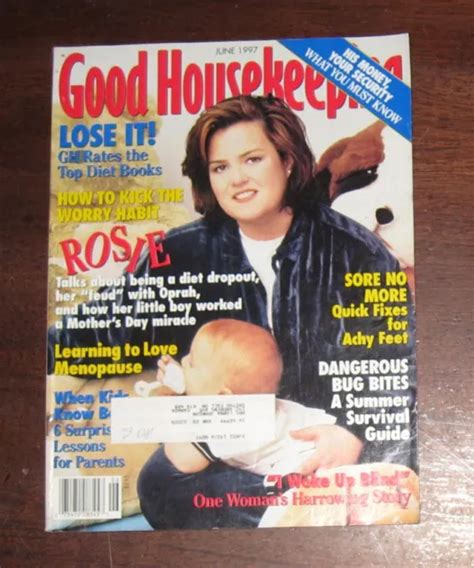 JUNE 1997
Good Housekeeping
HIS MONEY,
YOUR SECURITY
WHAT YOU MUST KNOW
LOSE IT!
GH Rates the
Top Diet Books
HOW TO KICK THE
WORRY HABIT
ROSIE
Talks about being a diet dropout,
her "feud" with Oprah,
and how her little boy worked
a Mother's Day miracle
Learning to Love
Menopause
When Kids
Know Be
6 Surpris
Lessons
for Parents
SORE NO
MORE
Quick Fixes
for
Achy Feet
DANGEROUS
BUG BITES
A Summer
Survival
Guide
"I Woke Up Blind"
One Woman's Harrowing Story